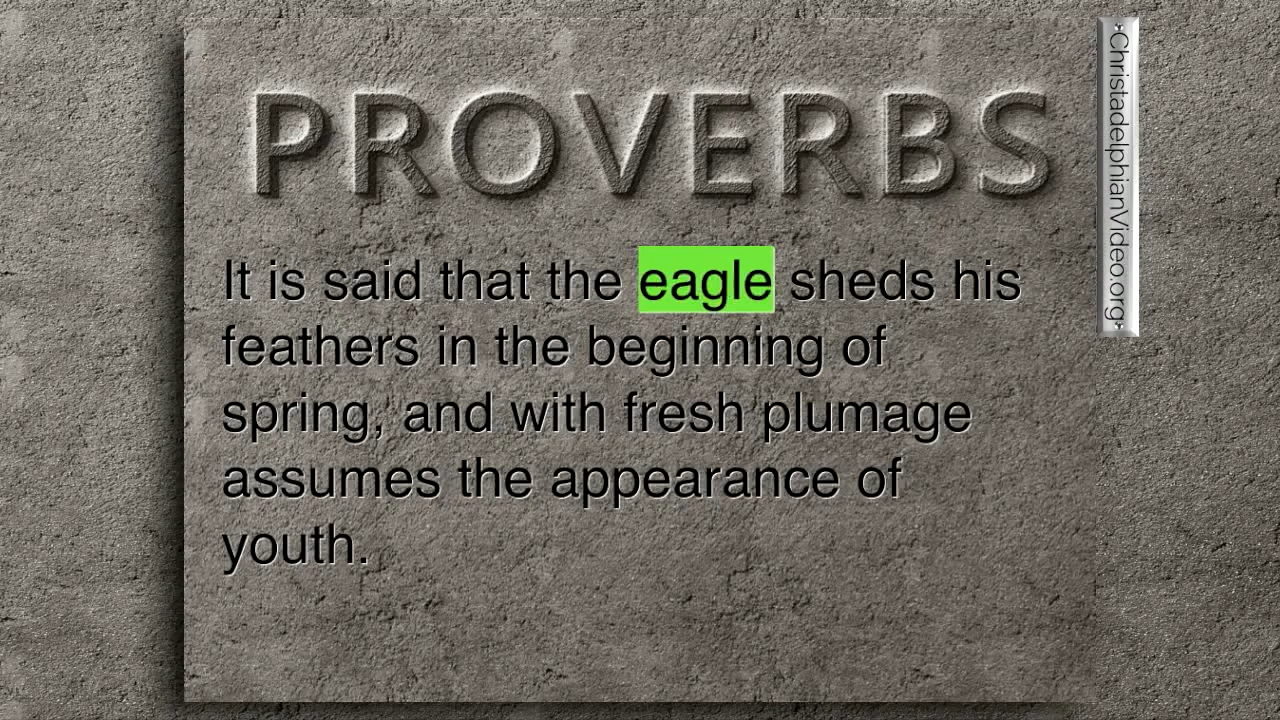 PROVERBS
It is said that the eagle sheds his
feathers in the beginning of
spring, and with fresh plumage
assumes the appearance of
youth.
ChristadelphianVideo.org